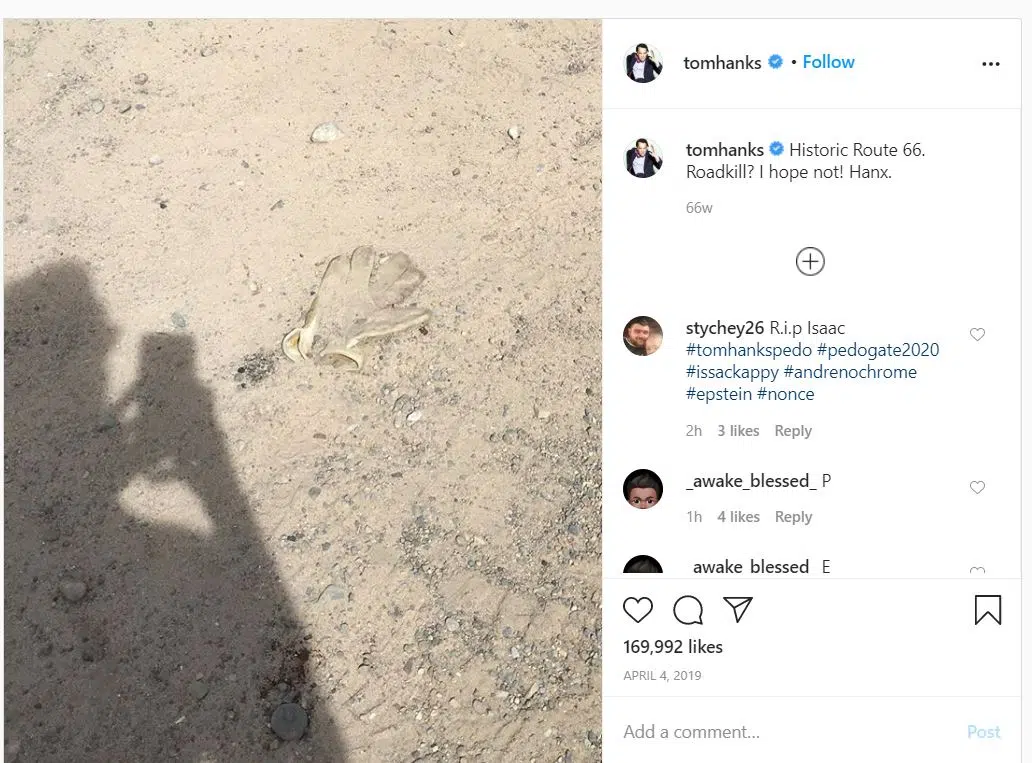 tomhanks • Follow
tomhanks Historic Route 66.
Roadkill? I hope not! Hanx.
66w
stychey26 R.i.p Isaac
#tomhankspedo #pedogate2020
#issackappy #andrenochrome
#epstein #nonce
2h 3 likes Reply
_awake_blessed_ P
1h 4 likes Reply
_awake_blessed_ E
169,992 likes
APRIL 4, 2019
Add a comment...
Post